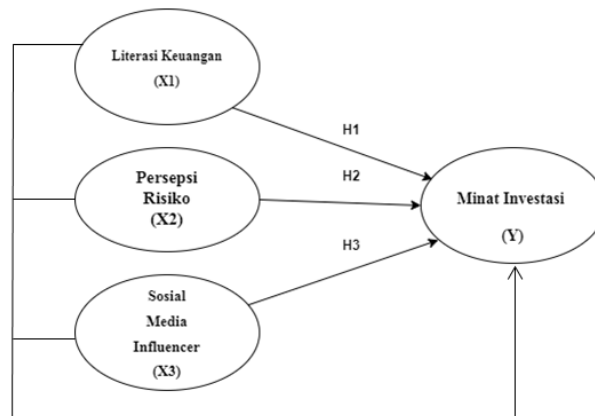 Literasi Keuangan
(X1)
H1
Persepsi
Risiko
(X2)
H2
Minat Investasi
(Y)
H3
Sosial
Media
Influencer
(X3)